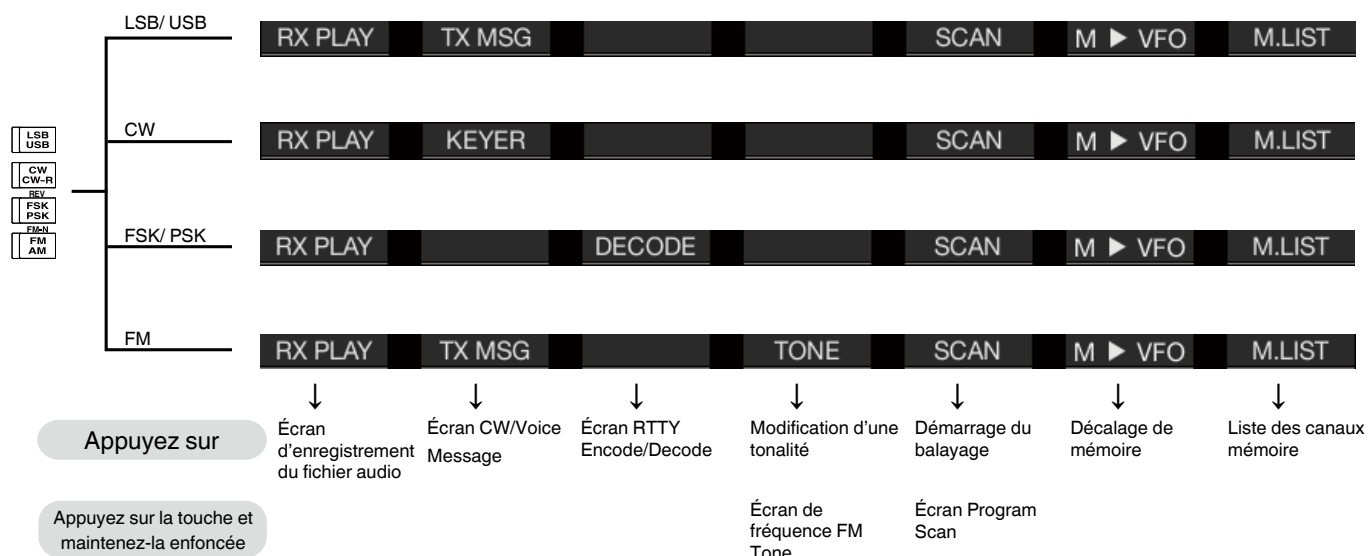 LSB/ USB
RX PLAY TX MSG SCAN M ▶ VFO M.LIST
CW
RX PLAY KEYER SCAN M ▶ VFO M.LIST
LSB
USB
CW
CW-R
REV
FSK
PSK
FM-N
FM
AM
FSK/ PSK
RX PLAY DECODE SCAN M ▶ VFO M.LIST
FM
RX PLAY TX MSG TONE SCAN M ▶ VFO M.LIST
↓ ↓ ↓ ↓ ↓ ↓ ↓
Appuyez sur
Écran
d'enregistrement
du fichier audio
Écran CW/Voice
Message
Écran RTTY
Encode/Decode
Modification d'une
tonalité
Démarrage du
balayage
Décalage de
mémoire
Liste des canaux
mémoire
Appuyez sur la touche et
maintenez-la enfoncée
Écran de
fréquence FM
Tone
Écran Program
Scan